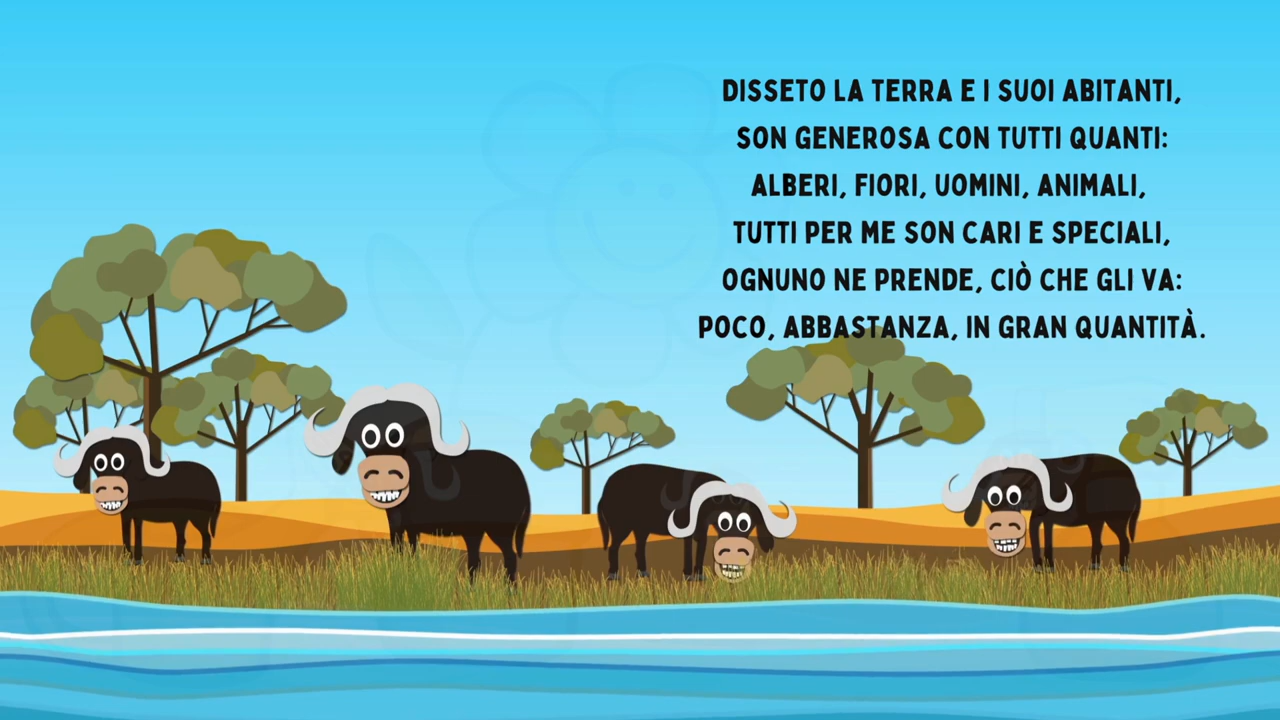 DISSETO LA TERRA E I SUOI ABITANTI,
SON GENEROSA CON TUTTI QUANTI:
ALBERI, FIORI, UOMINI, ANIMALI,
TUTTI PER ME SON CARI E SPECIALI,
OGNUNO NE PRENDE, CIÒ CHE GLI VA:
POCO, ABBASTANZA, IN GRAN QUANTITÀ.